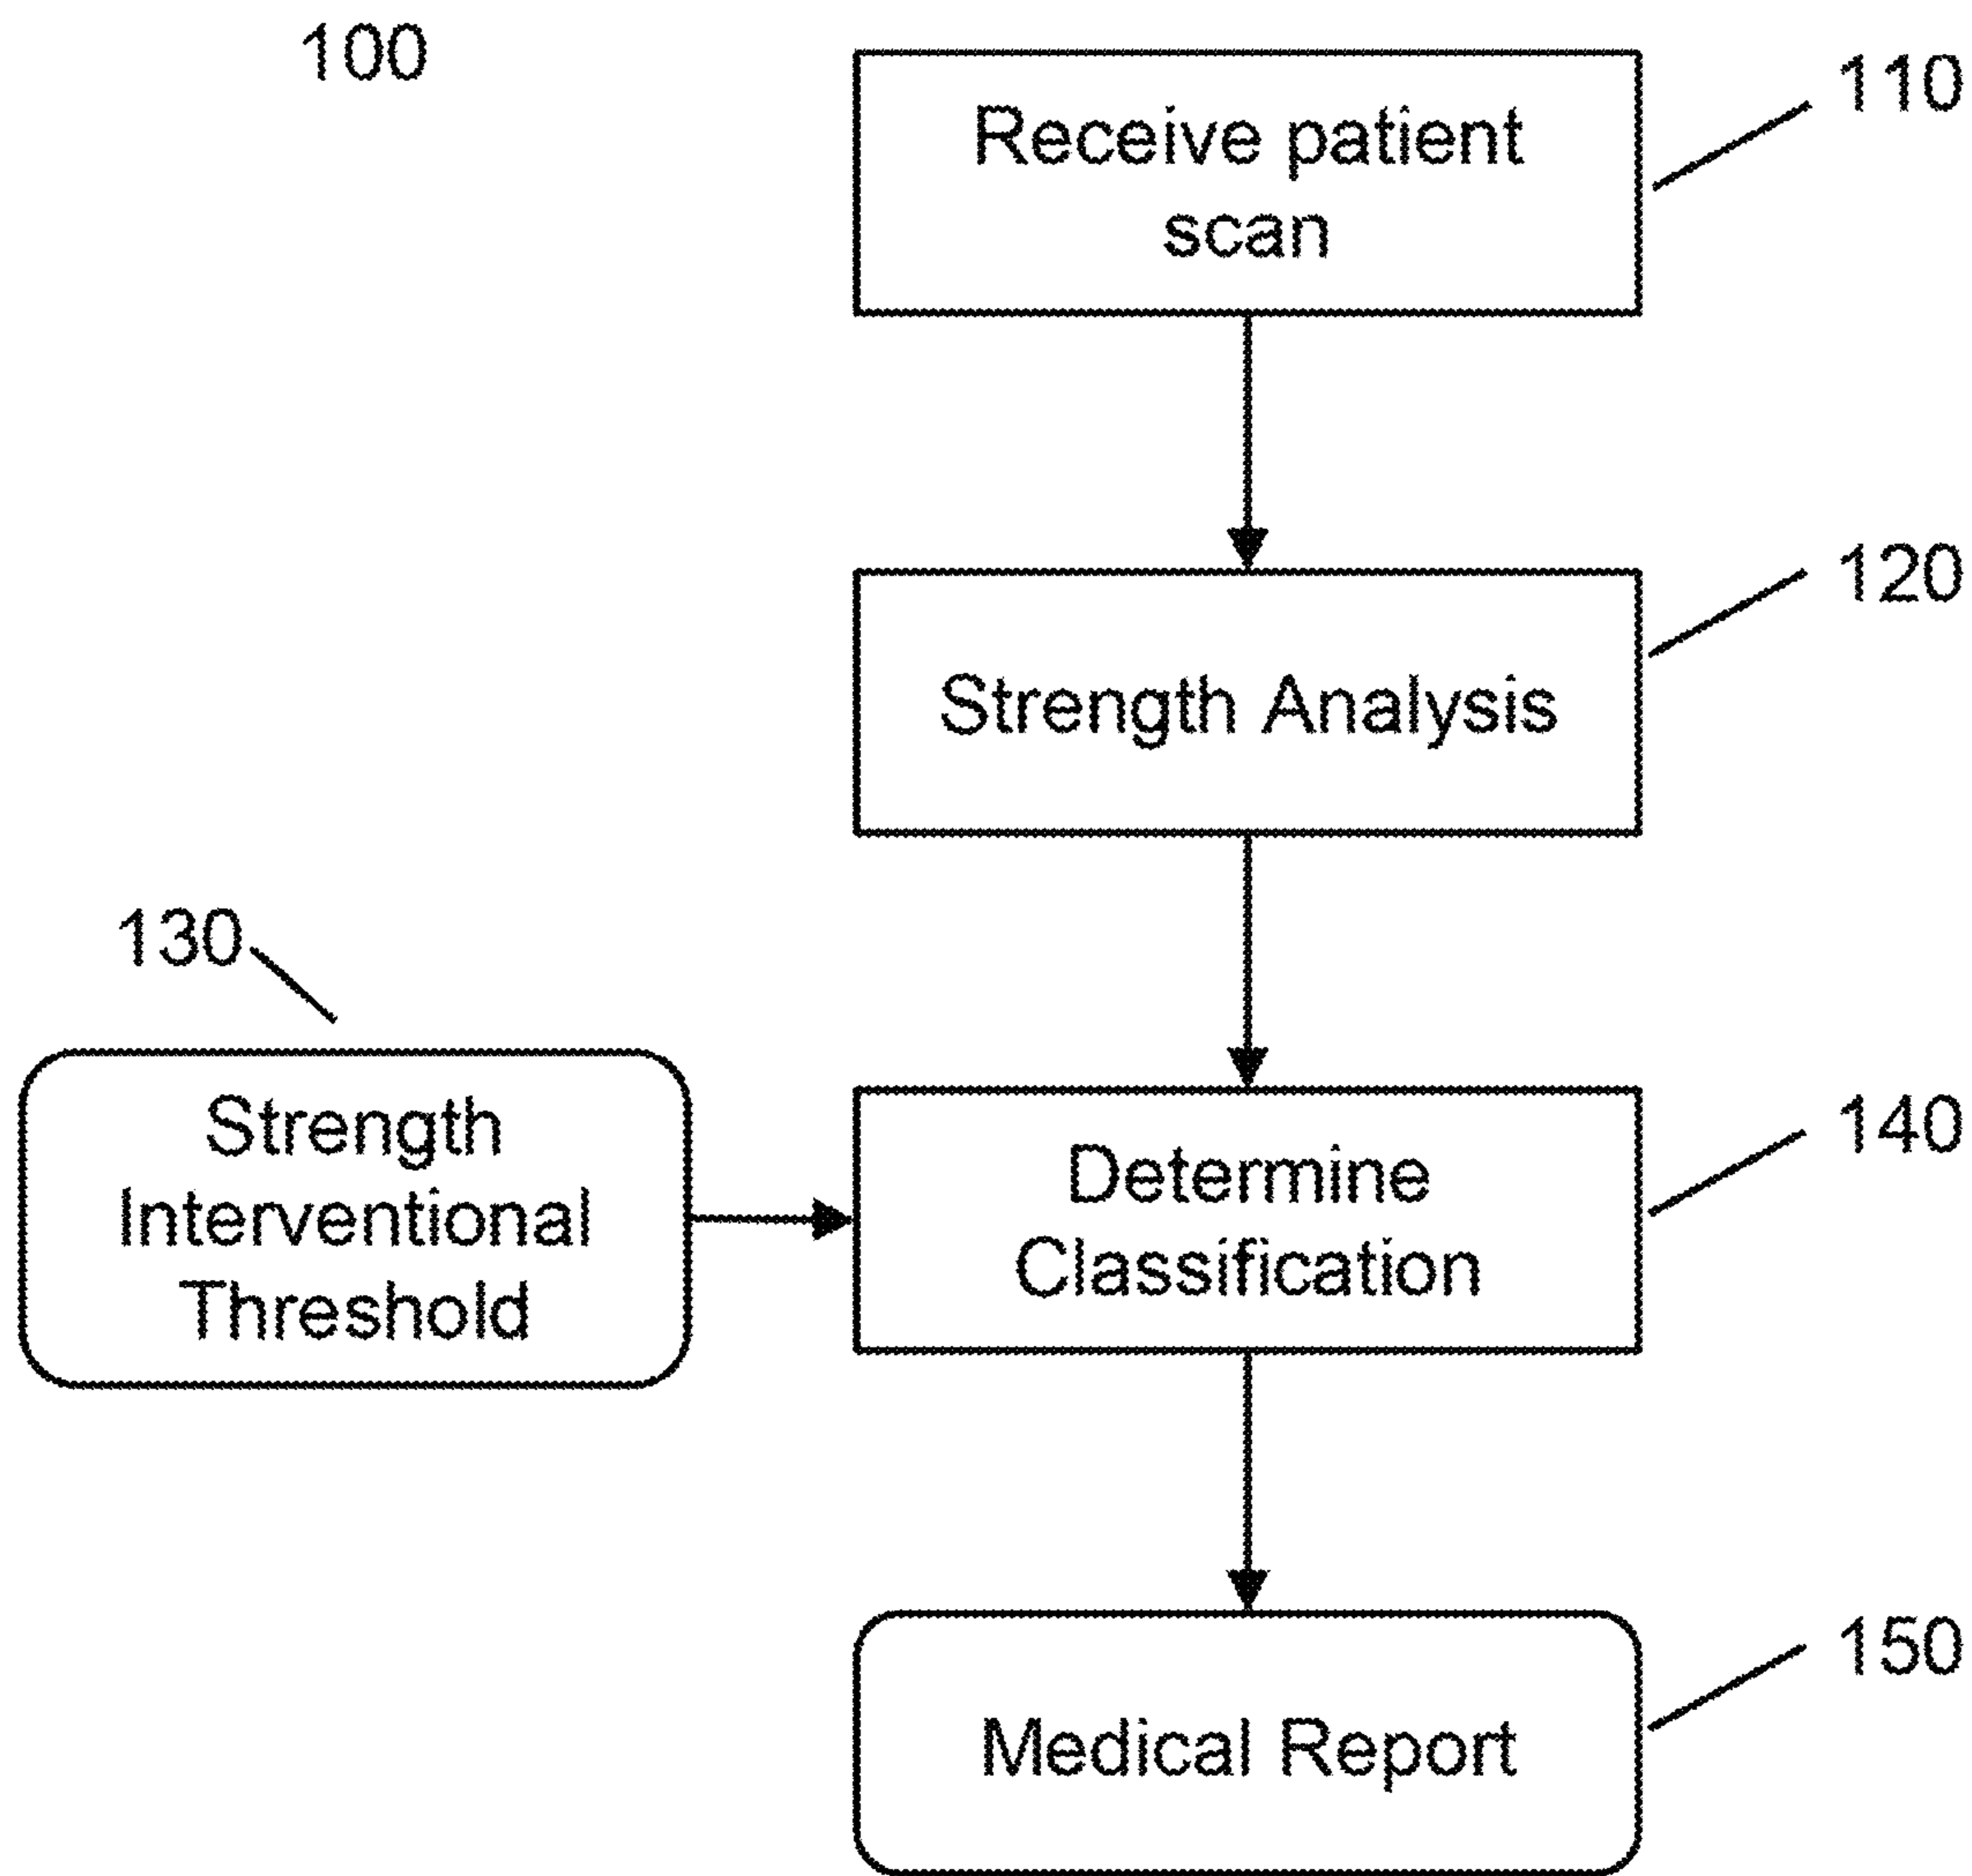 100
110
Receive patient
scan
120
Strength Analysis
130
Strength
Interventional
Threshold
140
Determine
Classification
150
Medical Report